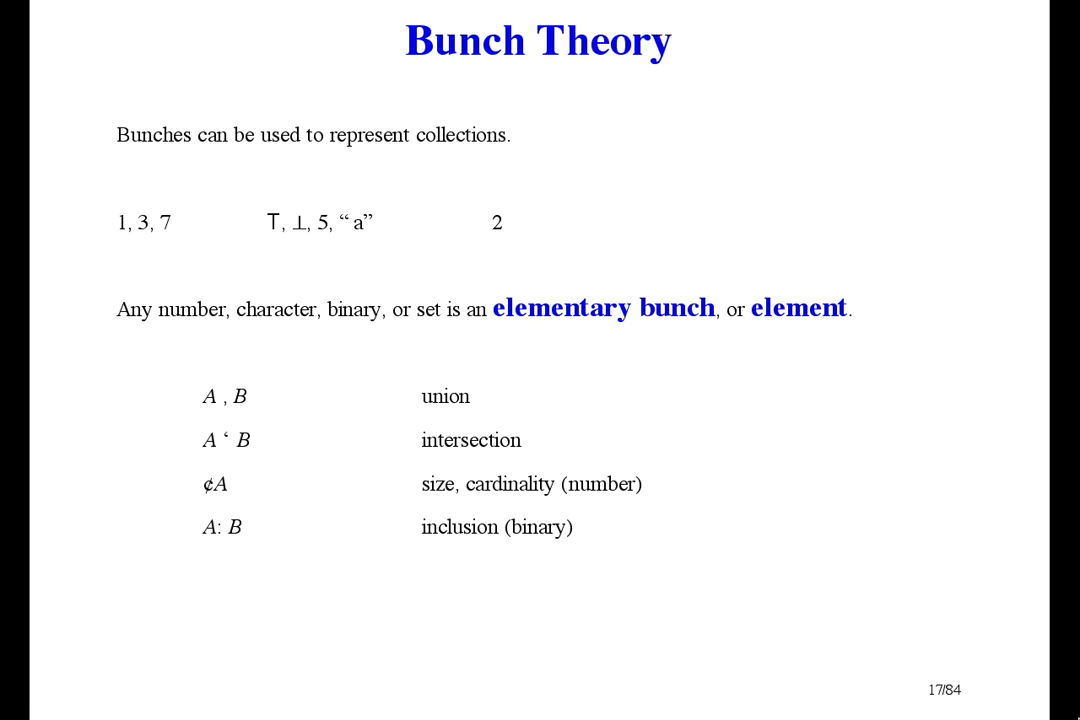 Bunch Theory
Bunches can be used to represent collections.
1, 3, 7 ⊤, ⊥, 5, “a” 2
Any number, character, binary, or set is an elementary bunch, or element.
A , B union
A ‘ B intersection
¢A size, cardinality (number)
A: B inclusion (binary)
17/84